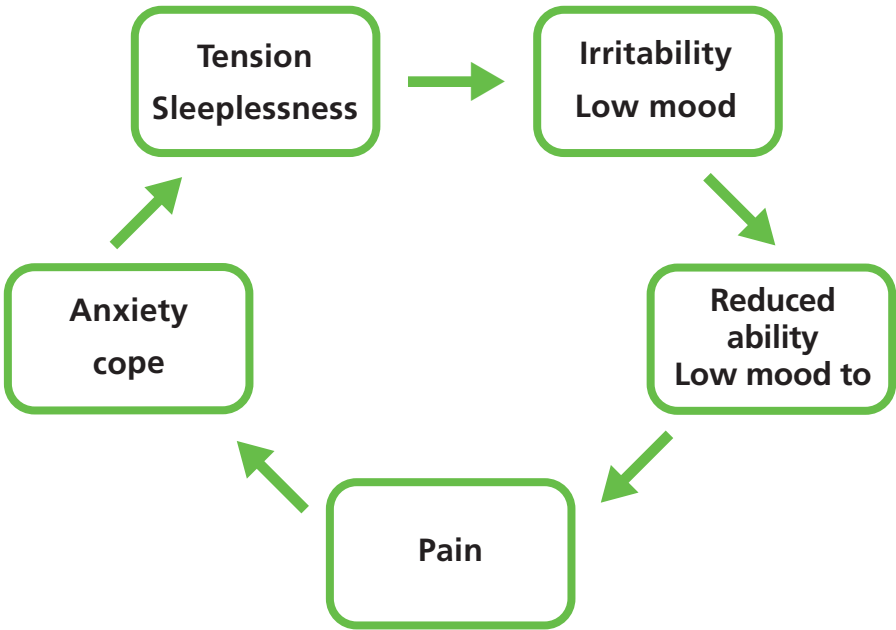 Tension
Sleeplessness
Irritability
Low mood
Reduced
ability
Low mood to
Pain
Anxiety
cope